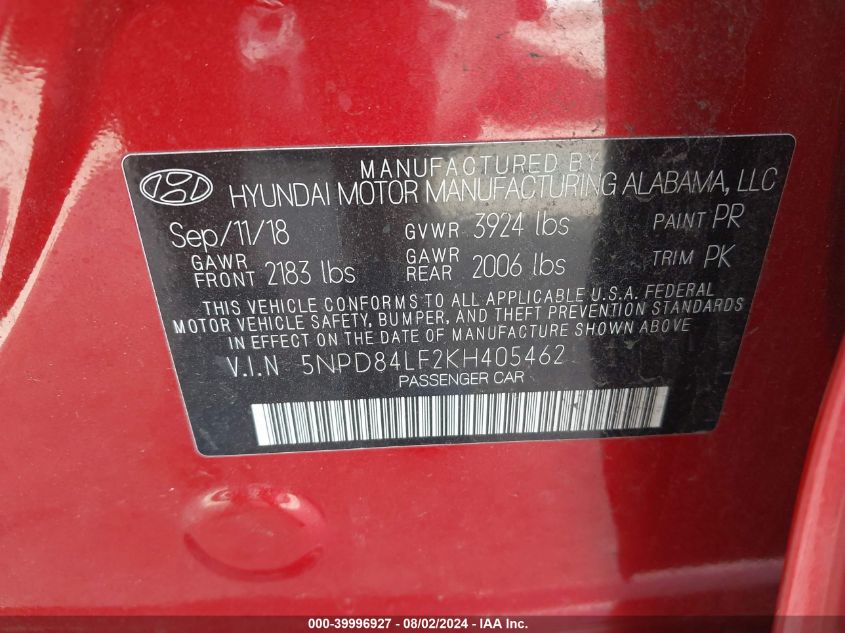 MANUFACTURED BY
HYUNDAI MOTOR MANUFACTURING ALABAMA, LLC
Sep/11/18 GVWR 3924 lbs PAINT PR
GAWR FRONT 2183 lbs GAWR REAR 2006 lbs TRIM PK
THIS VEHICLE CONFORMS TO ALL APPLICABLE U.S.A. FEDERAL
MOTOR VEHICLE SAFETY, BUMPER, AND THEFT PREVENTION STANDARDS
IN EFFECT ON THE DATE OF MANUFACTURE SHOWN ABOVE.
V.I.N 5NPD84LF2KH405462
PASSENGER CAR
000-39996927 - 08/02/2024 - IAA Inc.